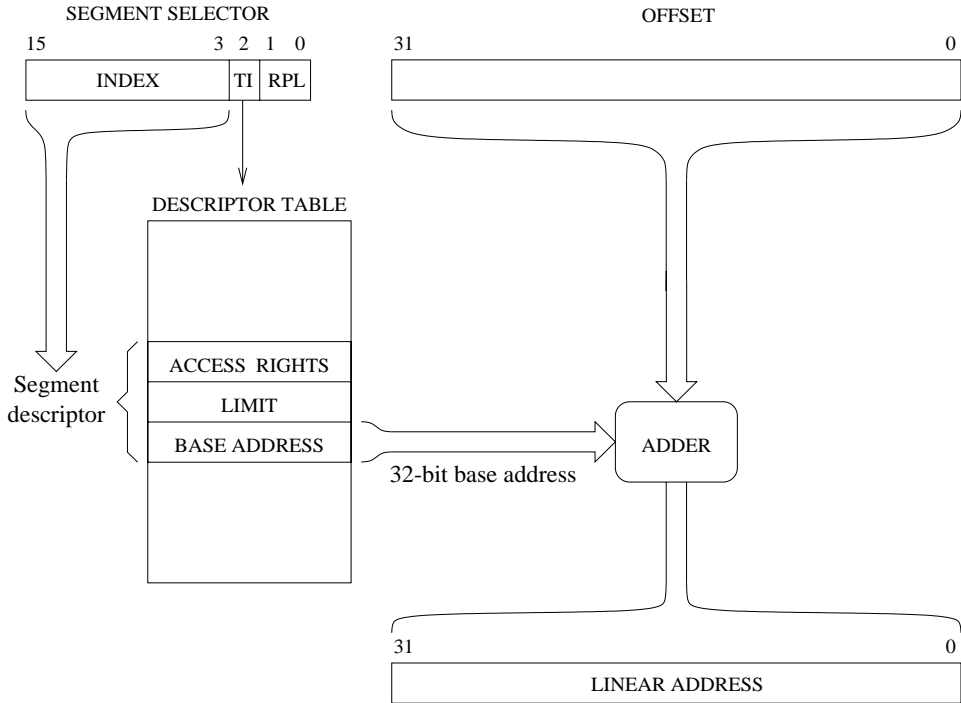 SEGMENT SELECTOR
OFFSET
15 3 2 1 0
31 0
INDEX TI RPL
DESCRIPTOR TABLE
ACCESS RIGHTS
LIMIT
BASE ADDRESS
Segment
descriptor
ADDER
32-bit base address
31 0
LINEAR ADDRESS